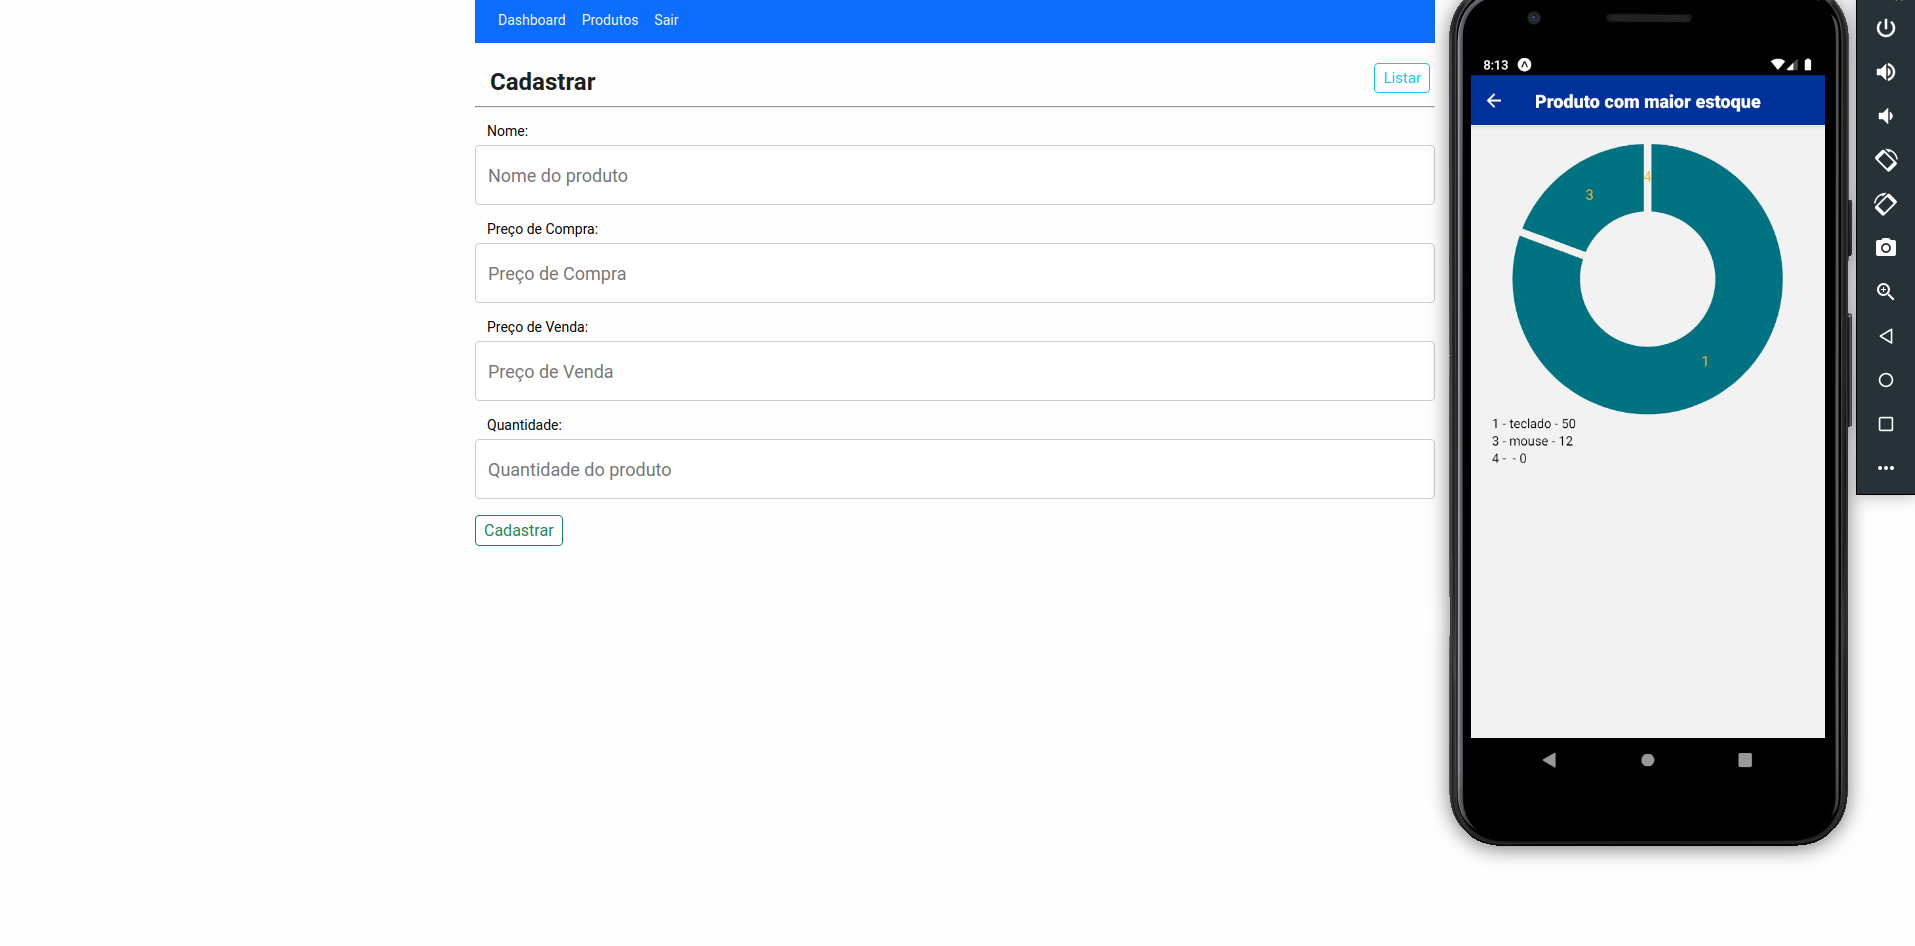 Dashboard Produtos Sair
Cadastrar
Listar
Nome:
Nome do produto
Preço de Compra:
Preço de Compra
Preço de Venda:
Preço de Venda
Quantidade:
Quantidade do produto
Cadastrar
8:13
Produto com maior estoque
4
3
1
1 - teclado - 50
3 - mouse - 12
4 - - 0